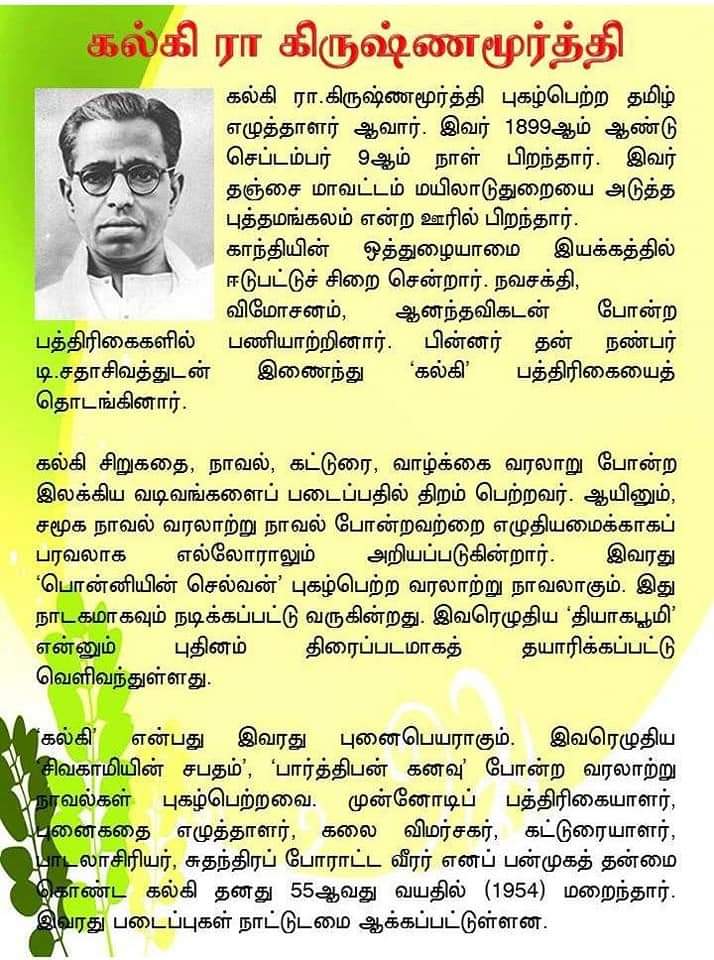 கல்கி ரா கிருஷ்ணமூர்த்தி
கல்கி ரா.கிருஷ்ணமூர்த்தி புகழ்பெற்ற தமிழ்
எழுத்தாளர் ஆவார். இவர் 1899ஆம் ஆண்டு
செப்டம்பர் 9ஆம் நாள் பிறந்தார். இவர்
தஞ்சை மாவட்டம் மயிலாடுதுறையை அடுத்த
புத்தமங்கலம் என்ற ஊரில் பிறந்தார்.
காந்தியின் ஒத்துழையாமை இயக்கத்தில்
ஈடுபட்டுச் சிறை சென்றார். நவசக்தி,
விமோசனம், ஆனந்தவிகடன் போன்ற
பத்திரிகைகளில் பணியாற்றினார். பின்னர் தன் நண்பர்
டி.சதாசிவத்துடன் இணைந்து ‘கல்கி’ பத்திரிகையைத்
தொடங்கினார்.
கல்கி சிறுகதை, நாவல், கட்டுரை, வாழ்க்கை வரலாறு போன்ற
இலக்கிய வடிவங்களைப் படைப்பதில் திறம் பெற்றவர். ஆயினும்,
சமூக நாவல் வரலாற்று நாவல் போன்றவற்றை எழுதியமைக்காகப்
பரவலாக எல்லோராலும் அறியப்படுகின்றார். இவரது
‘பொன்னியின் செல்வன்’ புகழ்பெற்ற வரலாற்று நாவலாகும். இது
நாடகமாகவும் நடிக்கப்பட்டு வருகின்றது. இவரெழுதிய ‘தியாகபூமி’
என்னும் புதினம் திரைப்படமாகத் தயாரிக்கப்பட்டு
வெளிவந்துள்ளது.
‘கல்கி’ என்பது இவரது புனைபெயராகும். இவரெழுதிய
‘சிவகாமியின் சபதம்’, ‘பார்த்திபன் கனவு’ போன்ற வரலாற்று
நாவல்கள் புகழ்பெற்றவை. முன்னோடிப் பத்திரிகையாளர்,
புனைகதை எழுத்தாளர், கலை விமர்சகர், கட்டுரையாளர்,
பாடலாசிரியர், சுதந்திரப் போராட்ட வீரர் எனப் பன்முகத் தன்மை
கொண்ட கல்கி தனது 55ஆவது வயதில் (1954) மறைந்தார்.
இவரது படைப்புகள் நாட்டுடமை ஆக்கப்பட்டுள்ளன.